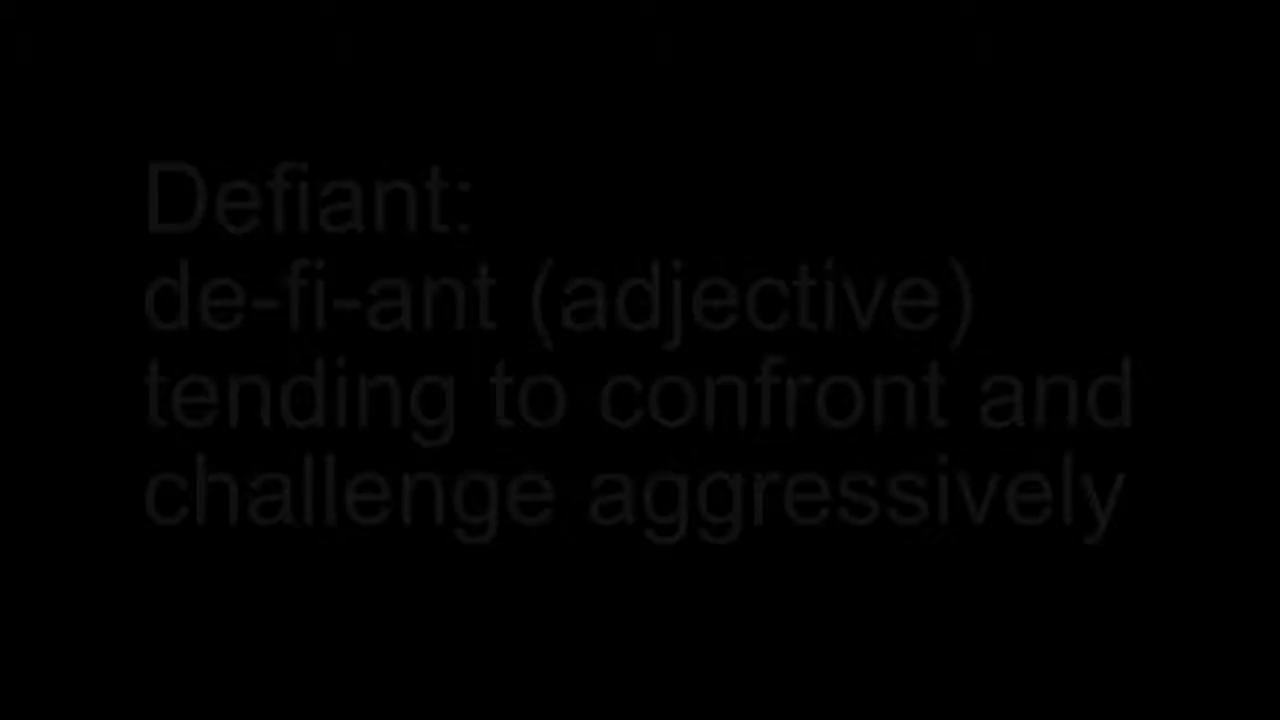 Defiant:
de-fi-ant (adjective)
tending to confront and
challenge aggressively